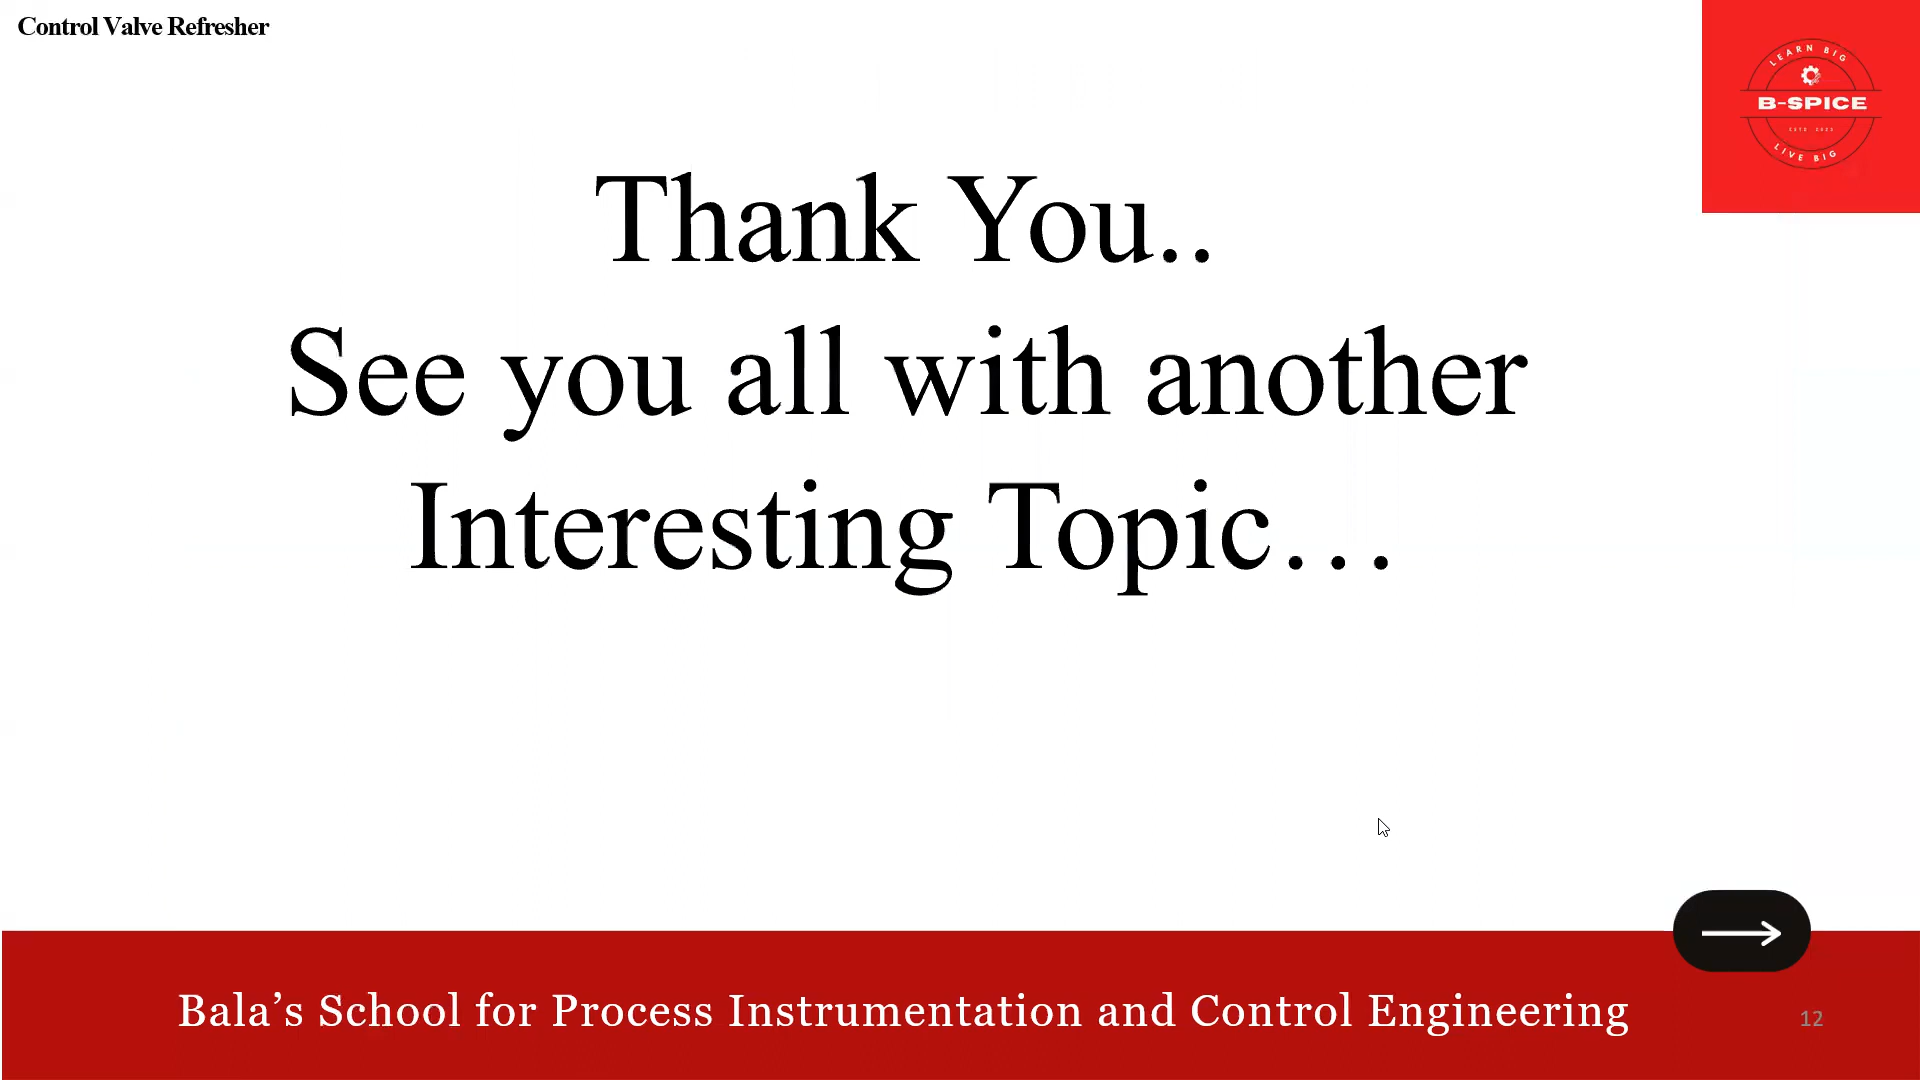 Control Valve Refresher
LEARN BIG
B-SPICE
LIVE BIG
Thank You..
See you all with another
Interesting Topic…
Bala’s School for Process Instrumentation and Control Engineering
12